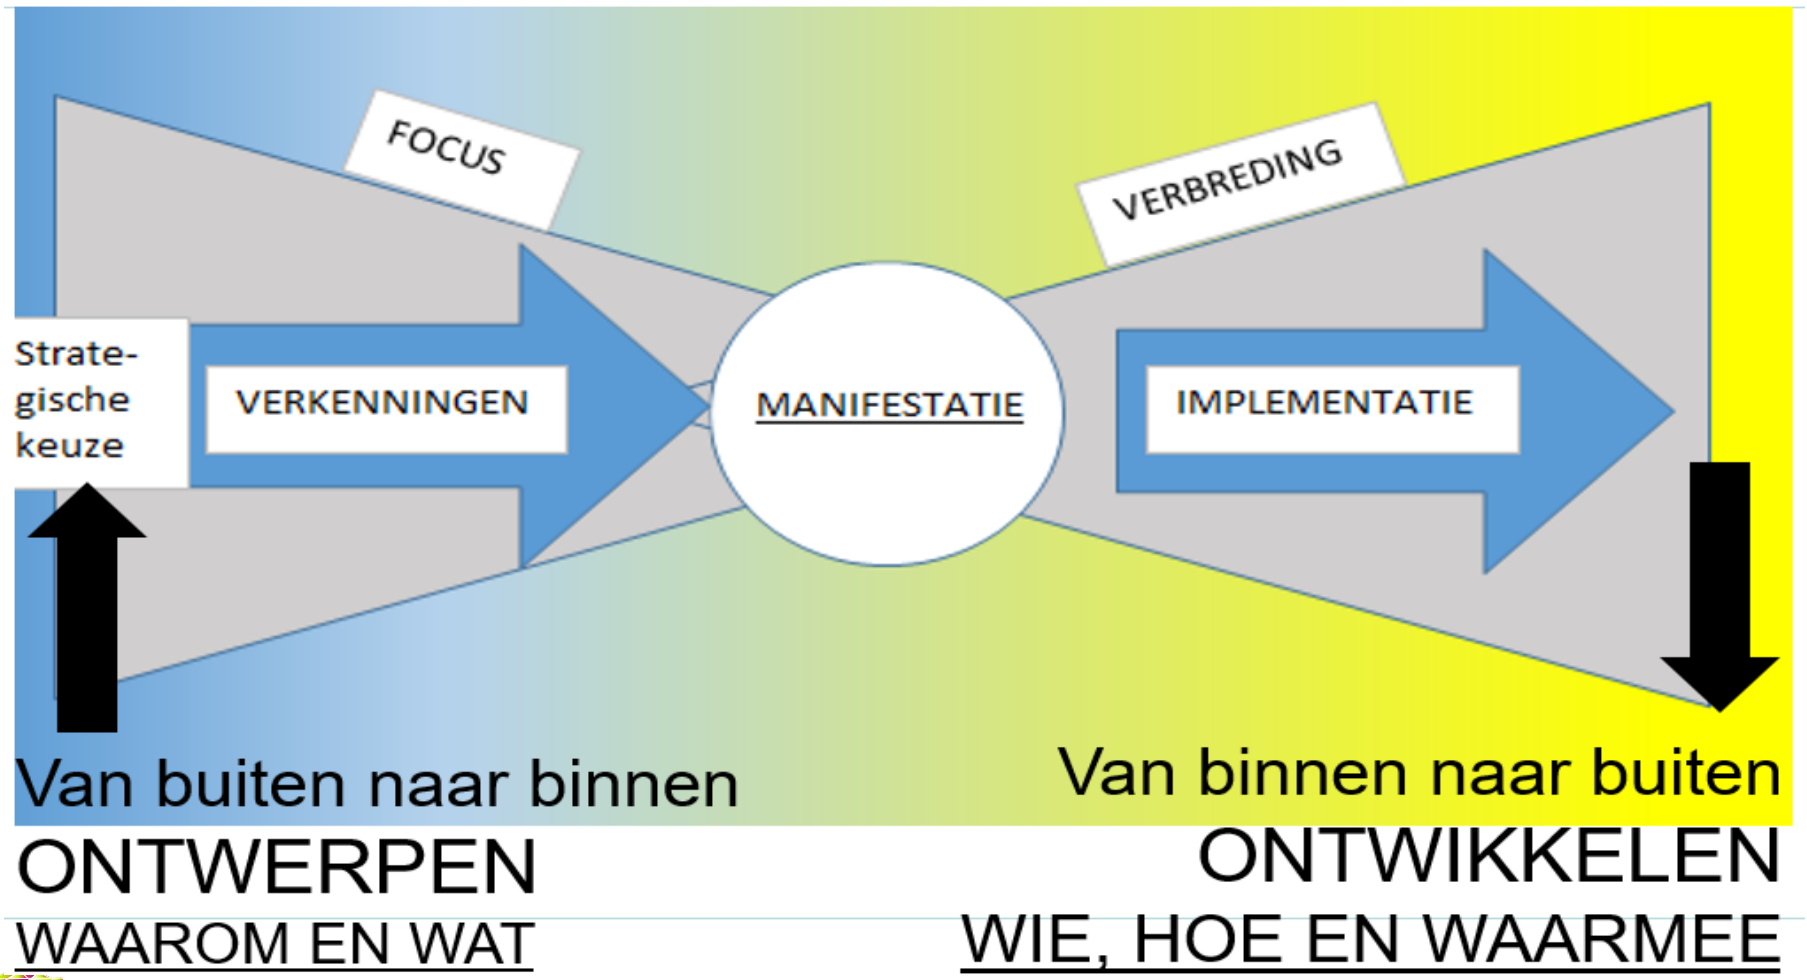 FOCUS
VERBREDING
Strate-
gische
keuze
VERKENNINGEN
MANIFESTATIE
IMPLEMENTATIE
Van buiten naar binnen
Van binnen naar buiten
ONTWERPEN
ONTWIKKELEN
WAAROM EN WAT
WIE, HOE EN WAARMEE